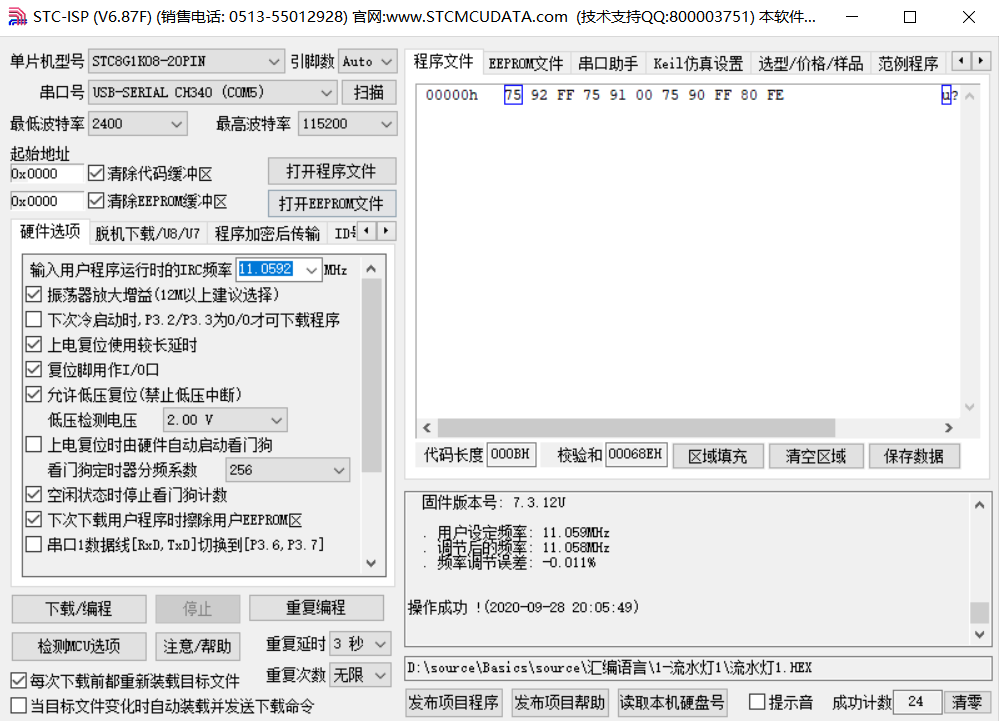 STC-ISP (V6.87F) (销售电话: 0513-55012928) 官网:www.STCMCUDATA.com (技术支持QQ:800003751) 本软件...
单片机型号 STC8G1K08-20PIN 引脚数 Auto
串口号 USB-SERIAL CH340 (COM5) 扫描
最低波特率 2400 最高波特率 115200
起始地址
0x0000 清除代码缓冲区 打开程序文件
0x0000 清除EEPROM缓冲区 打开EEPROM文件
硬件选项 脱机下载/U8/U7 程序加密后传输
输入用户程序运行时的IRC频率 11.0592 MHz
振荡器放大增益(12M以上建议选择)
下次冷启动时,P3.2/P3.3为0/0才可下载程序
上电复位使用较长延时
复位脚用作I/O口
允许低压复位(禁止低压中断)
低压检测电压 2.00 V
上电复位时由硬件自动启动看门狗
看门狗定时器分频系数 256
空闲状态时停止看门狗计数
下次下载用户程序时擦除用户EEPROM区
串口1数据线[RxD,TxD]切换到[P3.6,P3.7]
下载/编程 停止 重复编程
检测MCU选项 注意/帮助 重复延时 3 秒
重复次数 无限
每次下载前都重新装载目标文件
当目标文件变化时自动装载并发送下载命令
程序文件 EEPROM文件 串口助手 Keil仿真设置 选型/价格/样品 范例程序
00000h 75 92 FF 75 91 00 75 90 FF 80 FE u?
代码长度 000BH 校验和 00068EH 区域填充 清空区域 保存数据
固件版本号: 7.3.12U
. 用户设定频率: 11.059MHz
. 调节后的频率: 11.058MHz
. 频率调节误差: -0.011%
操作成功 !(2020-09-28 20:05:49)
D:\source\Basics\source\汇编语言\1-流水灯1\流水灯1.HEX
发布项目程序 发布项目帮助 读取本机硬盘号 提示音 成功计数 24 清零